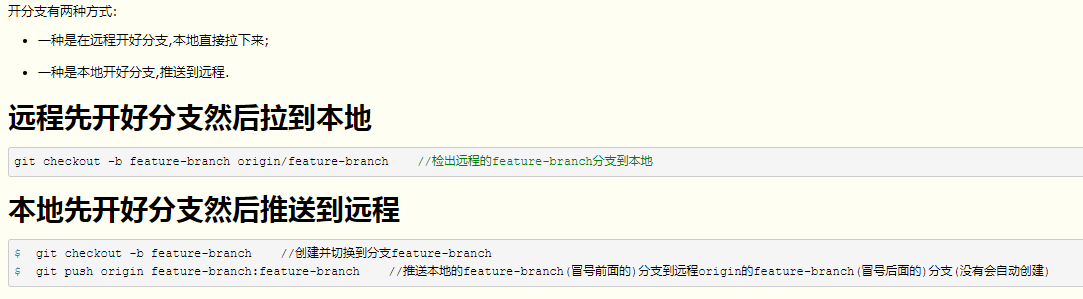 开分支有两种方式:
一种是在远程开好分支,本地直接拉下来;
一种是本地开好分支,推送到远程.
远程先开好分支然后拉到本地
git checkout -b feature-branch origin/feature-branch    //检出远程的feature-branch分支到本地
本地先开好分支然后推送到远程
$  git checkout -b feature-branch    //创建并切换到分支feature-branch
$  git push origin feature-branch:feature-branch    //推送本地的feature-branch(冒号前面的)分支到远程origin的feature-branch(冒号后面的)分支(没有会自动创建)